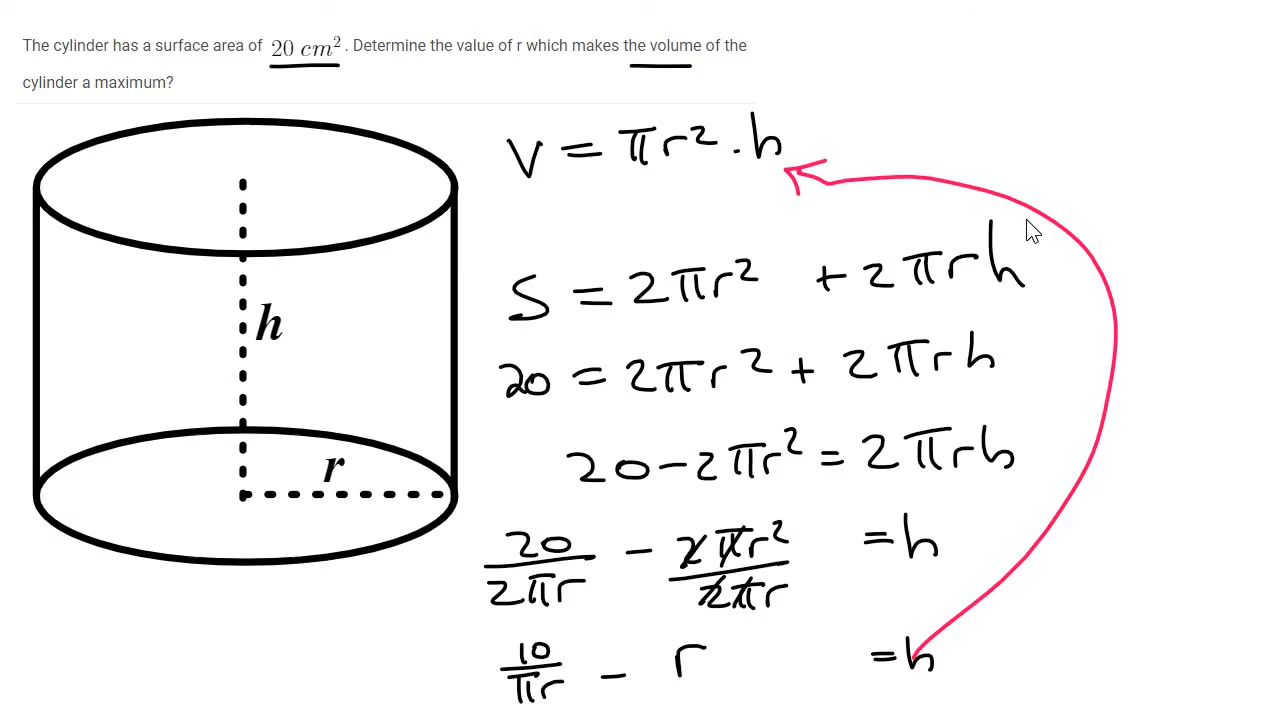 The cylinder has a surface area of 20 cm². Determine the value of r which makes the volume of the
cylinder a maximum?
V = πr² · h
S = 2πr² + 2πrh
h
20 = 2πr² + 2πrh
20 - 2πr² = 2πrh
r
20/2πr - 2πr²/2πr = h
10/πr - r = h